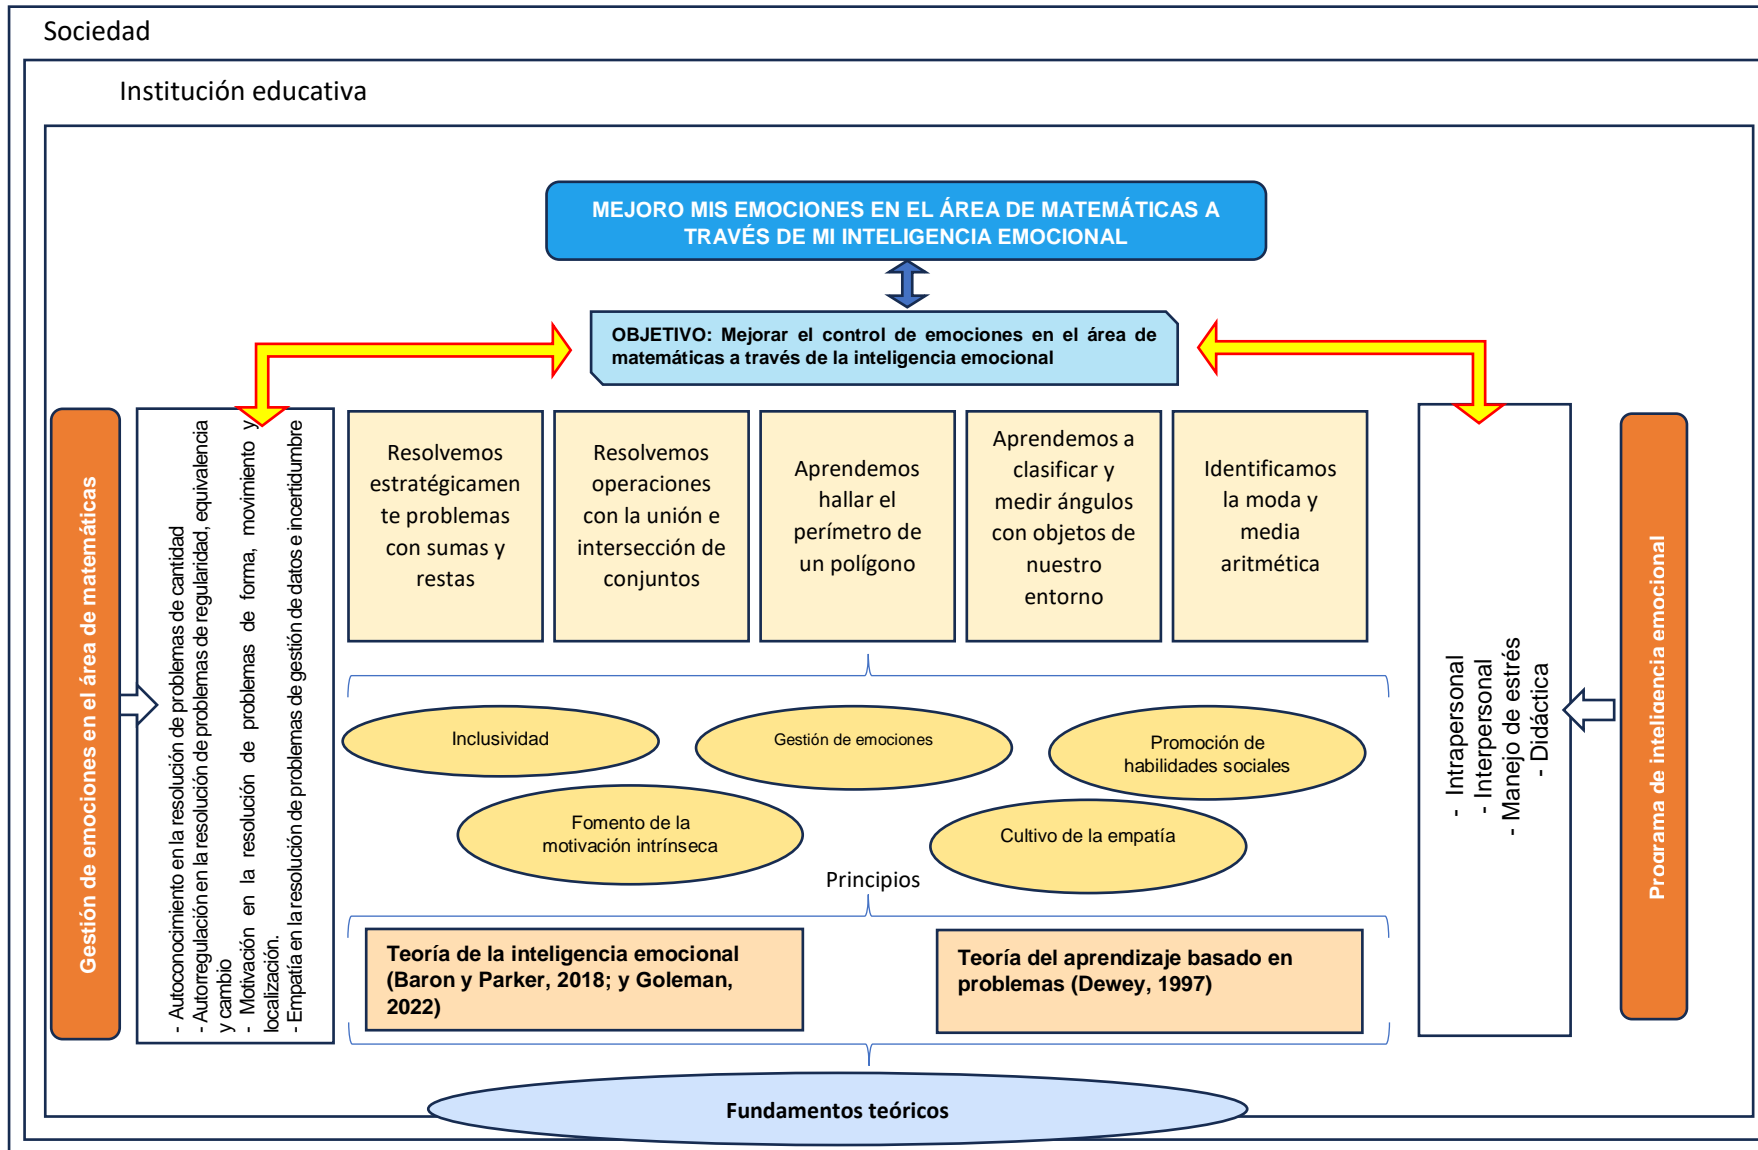 Sociedad
Institución educativa
MEJORO MIS EMOCIONES EN EL ÁREA DE MATEMÁTICAS A
TRAVÉS DE MI INTELIGENCIA EMOCIONAL
OBJETIVO: Mejorar el control de emociones en el área de
matemáticas a través de la inteligencia emocional
Gestión de emociones en el área de matemáticas
- Autoconocimiento en la resolución de problemas de cantidad
- Autorregulación en la resolución de problemas de regularidad, equivalencia
y cambio
- Motivación en la resolución de problemas de forma, movimiento y
localización.
- Empatía en la resolución de problemas de gestión de datos e incertidumbre
Resolvemos
estratégicamen
te problemas
con sumas y
restas
Resolvemos
operaciones
con la unión e
intersección de
conjuntos
Aprendemos
hallar el
perímetro de
un polígono
Aprendemos a
clasificar y
medir ángulos
con objetos de
nuestro
entorno
Identificamos
la moda y
media
aritmética
- Intrapersonal
- Interpersonal
- Manejo de estrés
- Didáctica
Programa de inteligencia emocional
Inclusividad
Gestión de emociones
Promoción de
habilidades sociales
Fomento de la
motivación intrínseca
Cultivo de la empatía
Principios
Teoría de la inteligencia emocional
(Baron y Parker, 2018; y Goleman,
2022)
Teoría del aprendizaje basado en
problemas (Dewey, 1997)
Fundamentos teóricos